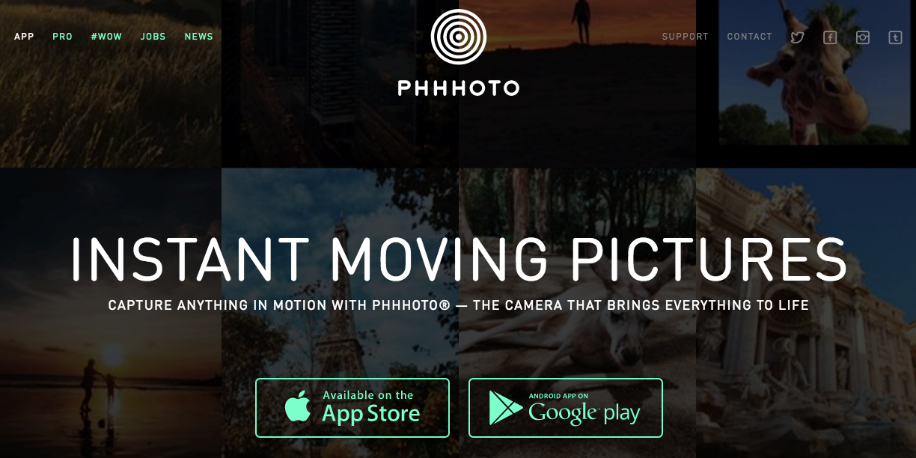 APP PRO #WOW JOBS NEWS SUPPORT CONTACT
PHHHOTO
INSTANT MOVING PICTURES
CAPTURE ANYTHING IN MOTION WITH PHHHOTO® — THE CAMERA THAT BRINGS EVERYTHING TO LIFE
Available on the
App Store
ANDROID APP ON
Google play